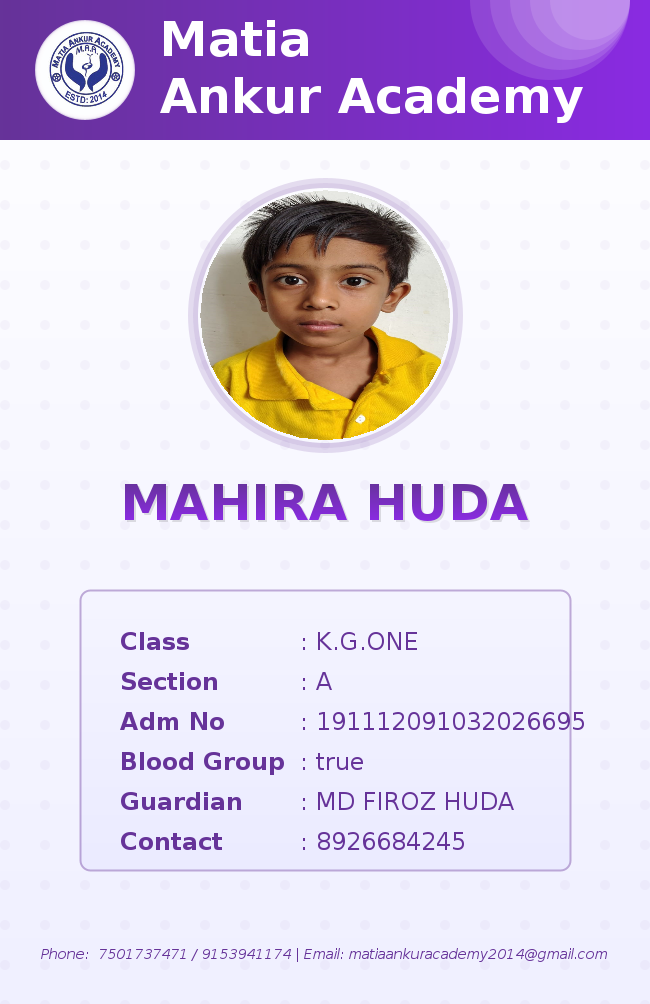 Matia
Ankur Academy
MATIA ANKUR ACADEMY
M.A.A.
ESTD: 2014
MAHIRA HUDA
Class : K.G.ONE
Section : A
Adm No : 191112091032026695
Blood Group : true
Guardian : MD FIROZ HUDA
Contact : 8926684245
Phone: 7501737471 / 9153941174 | Email: matiaankuracademy2014@gmail.com